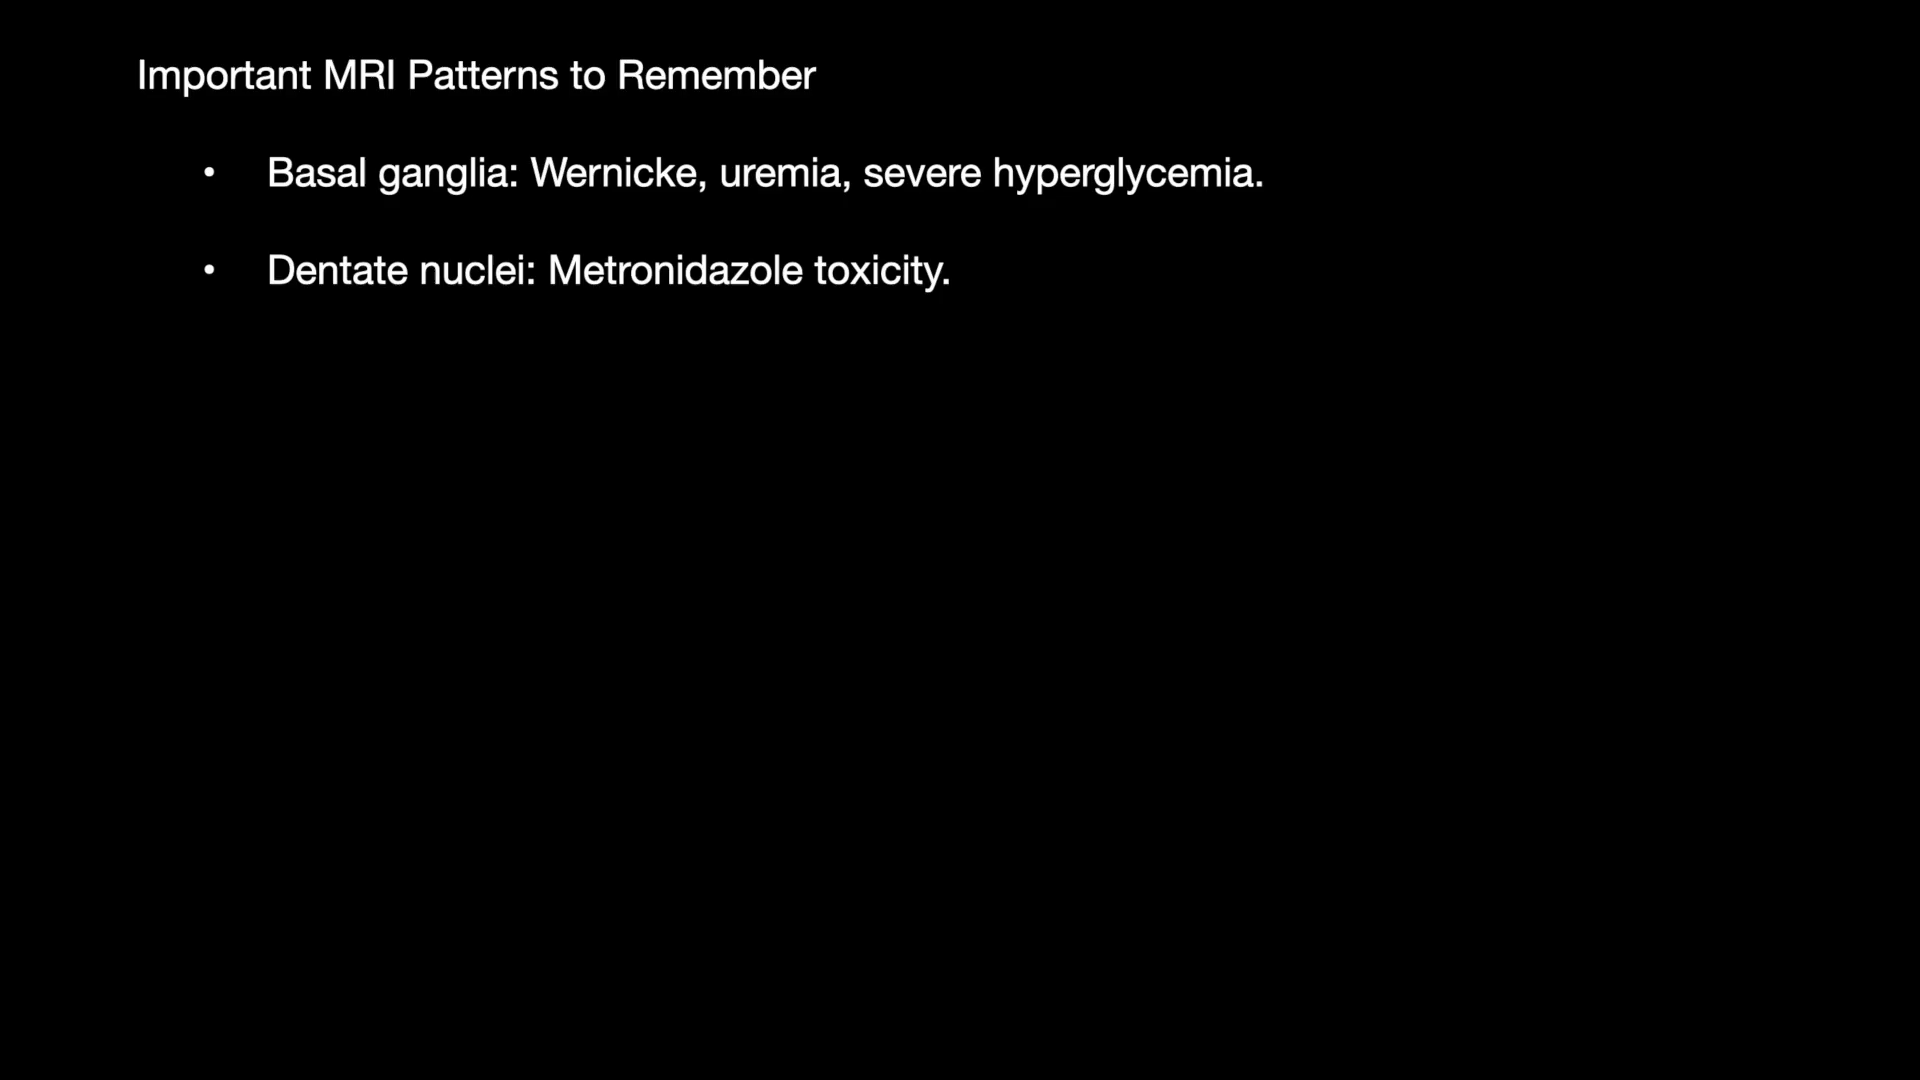 Important MRI Patterns to Remember
• Basal ganglia: Wernicke, uremia, severe hyperglycemia.
• Dentate nuclei: Metronidazole toxicity.